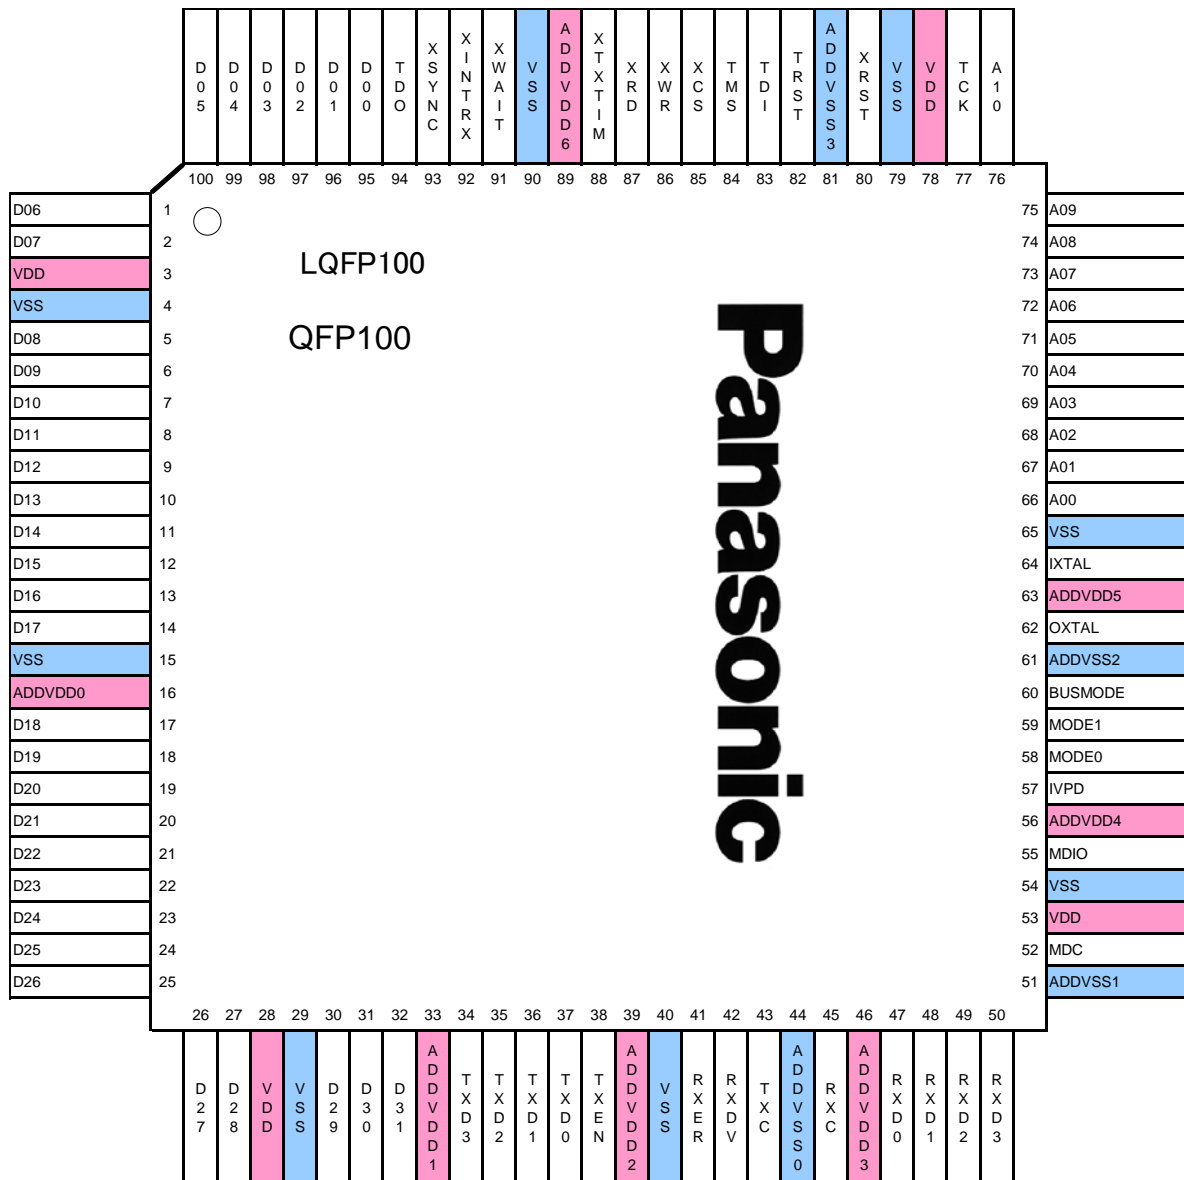 D05 D04 D03 D02 D01 D00 TDO XSYNC XINTRX XWAIT VSS ADDVDD6 XTXTIM XRD XWR XCS TMS TDI TRST ADDVSS3 XRST VSS VDD TCK A10
100 99 98 97 96 95 94 93 92 91 90 89 88 87 86 85 84 83 82 81 80 79 78 77 76
D06 1 75 A09
D07 2 74 A08
VDD 3 73 A07
LQFP100
VSS 4 72 A06
D08 5 71 A05
QFP100
D09 6 70 A04
D10 7 69 A03
D11 8 68 A02
D12 9 67 A01
D13 10 66 A00
D14 11 65 VSS
D15 12 64 IXTAL
D16 13 63 ADDVDD5
D17 14 62 OXTAL
VSS 15 61 ADDVSS2
ADDVDD0 16 60 BUSMODE
D18 17 59 MODE1
D19 18 58 MODE0
D20 19 57 IVPD
D21 20 56 ADDVDD4
D22 21 55 MDIO
D23 22 54 VSS
D24 23 53 VDD
D25 24 52 MDC
D26 25 51 ADDVSS1
Panasonic
26 27 28 29 30 31 32 33 34 35 36 37 38 39 40 41 42 43 44 45 46 47 48 49 50
D27 D28 VDD VSS D29 D30 D31 ADDVDD1 TXD3 TXD2 TXD1 TXD0 TXEN ADDVDD2 VSS RXER RXDV TXC ADDVSS0 RXC ADDVDD3 RXD0 RXD1 RXD2 RXD3